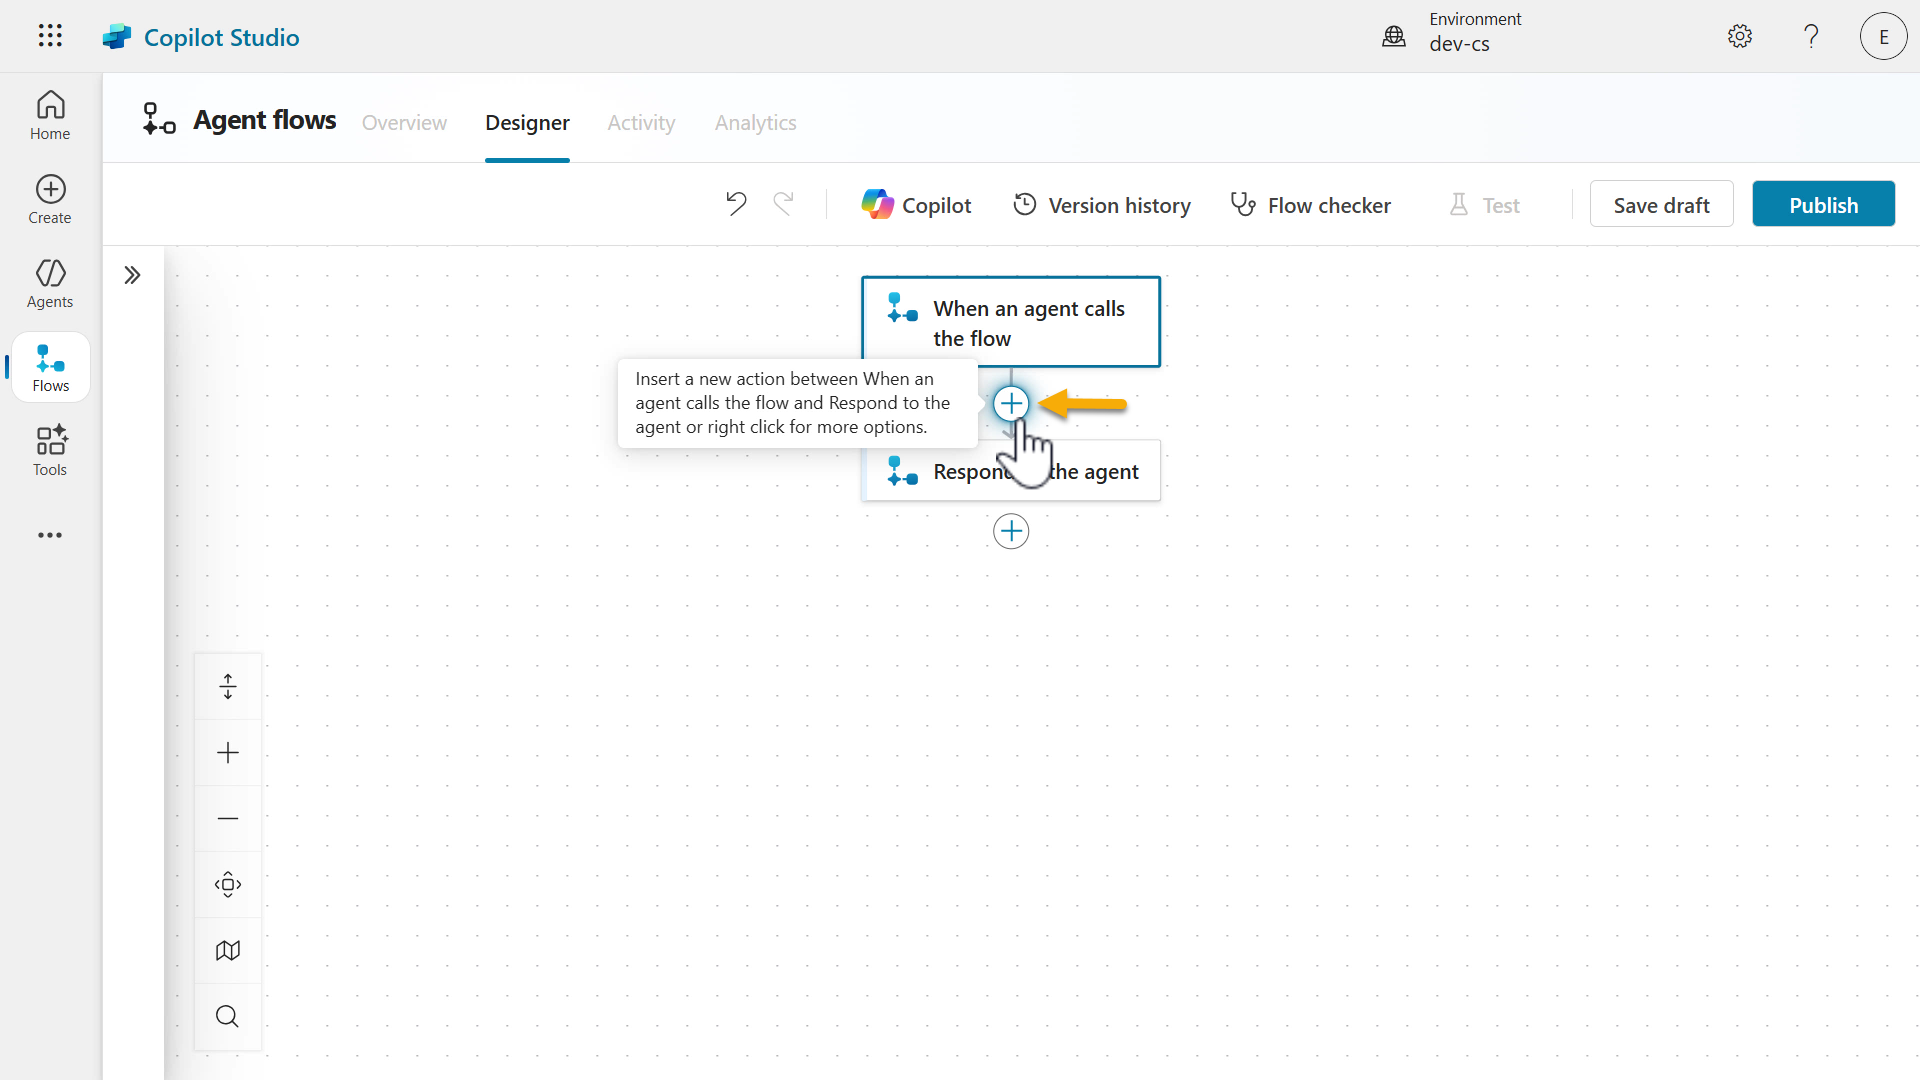 Copilot Studio
Environment
dev-cs
E
Home
Create
Agents
Flows
Tools
Agent flows
Overview
Designer
Activity
Analytics
Copilot
Version history
Flow checker
Test
Save draft
Publish
When an agent calls
the flow
Insert a new action between When an
agent calls the flow and Respond to the
agent or right click for more options.
Respon the agent